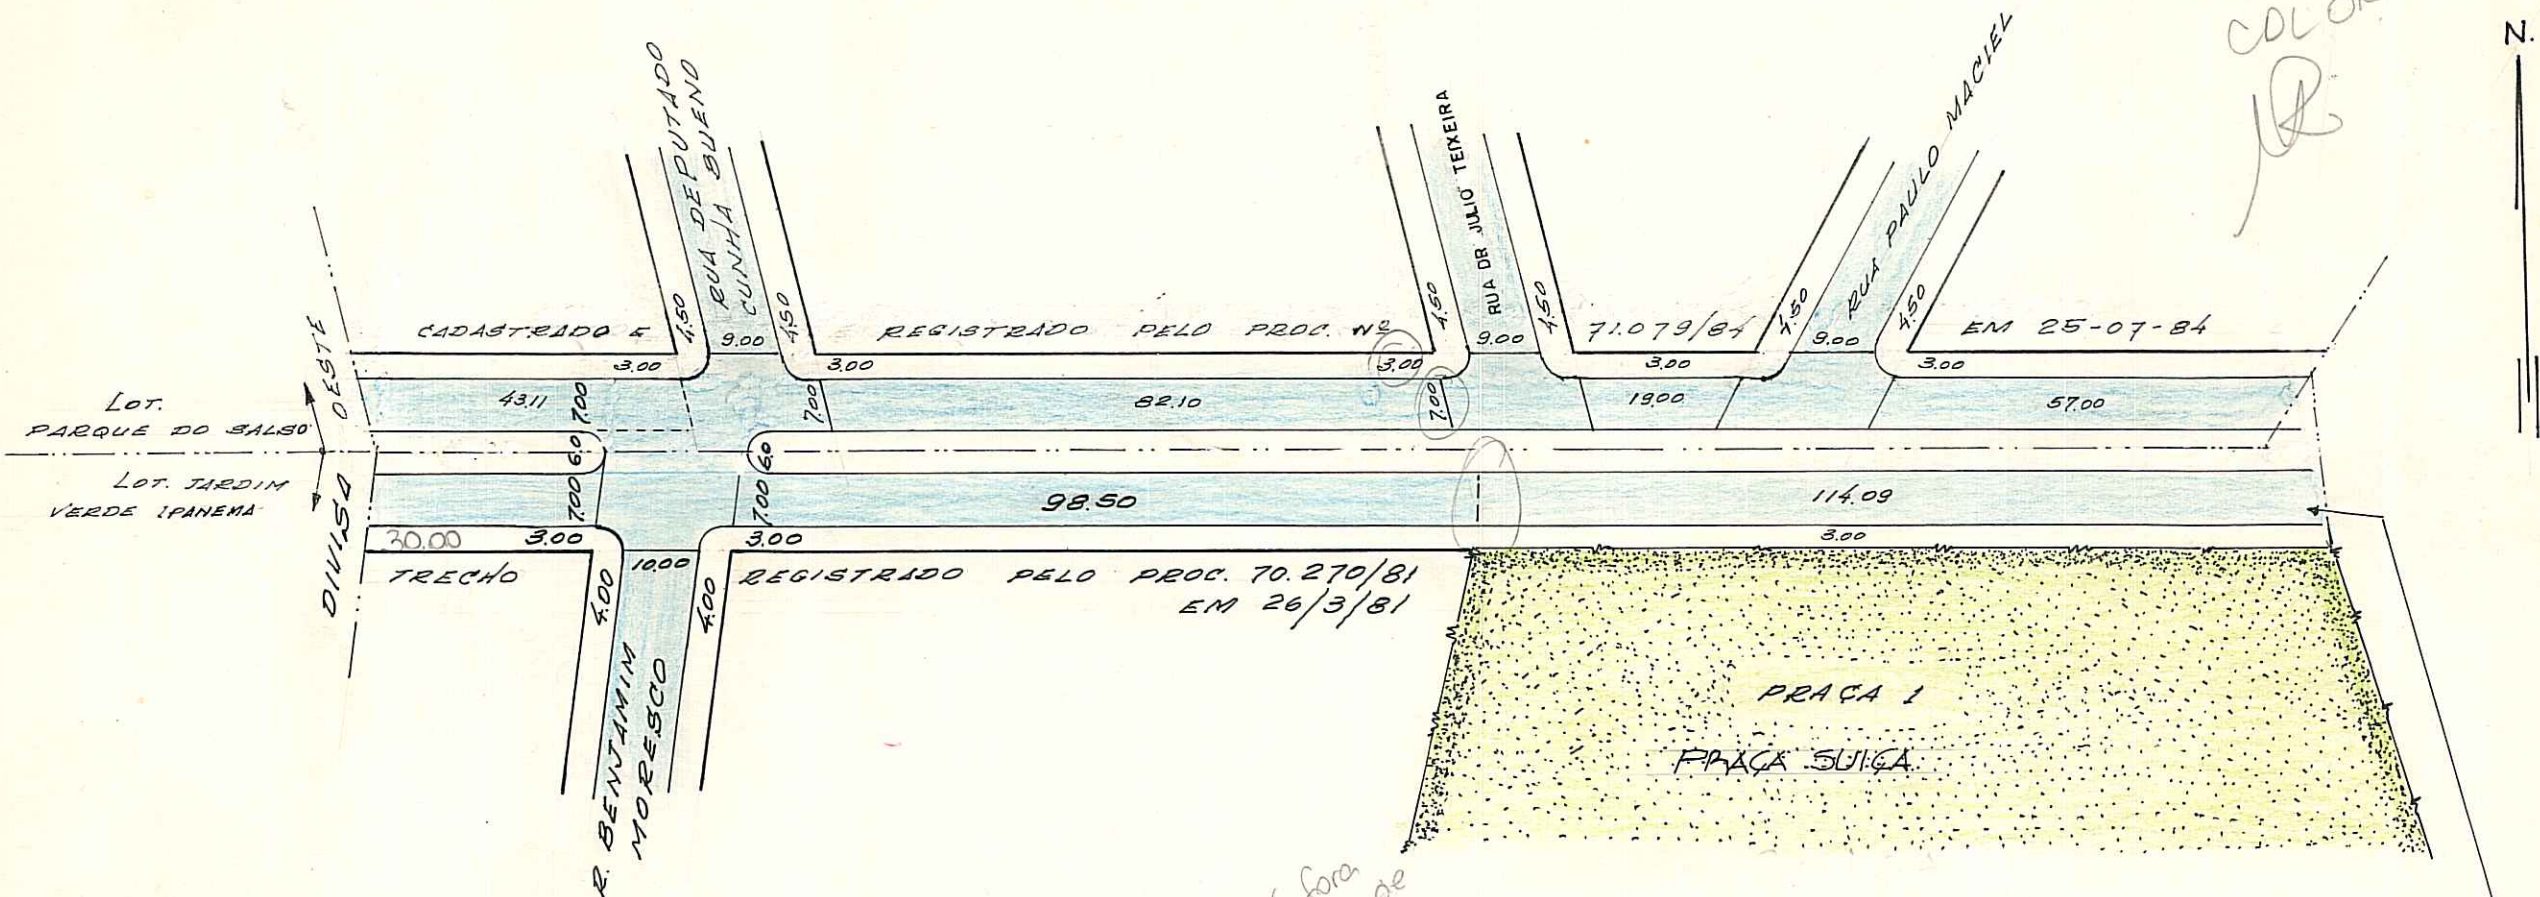 COLOR
N.
RUA DEPUTADO
CUNHA BUENO
RUA DR JULIO TEIXEIRA
RUA PAULO MACIEL
CADASTRADO E
REGISTRADO PELO PROC. Nº
71.079/84
EM 25-07-84
4.50
9.00
4.50
4.50
9.00
4.50
4.50
9.00
4.50
3.00
3.00
3.00
3.00
3.00
43.11
7.00
7.00
82.10
7.00
19.00
57.00
DIVISA OESTE
LOT.
PARQUE DO SALSO
LOT. JARDIM
VERDE IPANEMA
6.0
6.0
7.00
7.00
98.50
114.09
30.00
3.00
3.00
3.00
TRECHO
10.00
REGISTRADO PELO PROC. 70.270/81
EM 26/3/81
4.00
4.00
R. BENJAMIM
MORESCO
PRAÇA 1
PRAÇA SUIÇA
fora
de